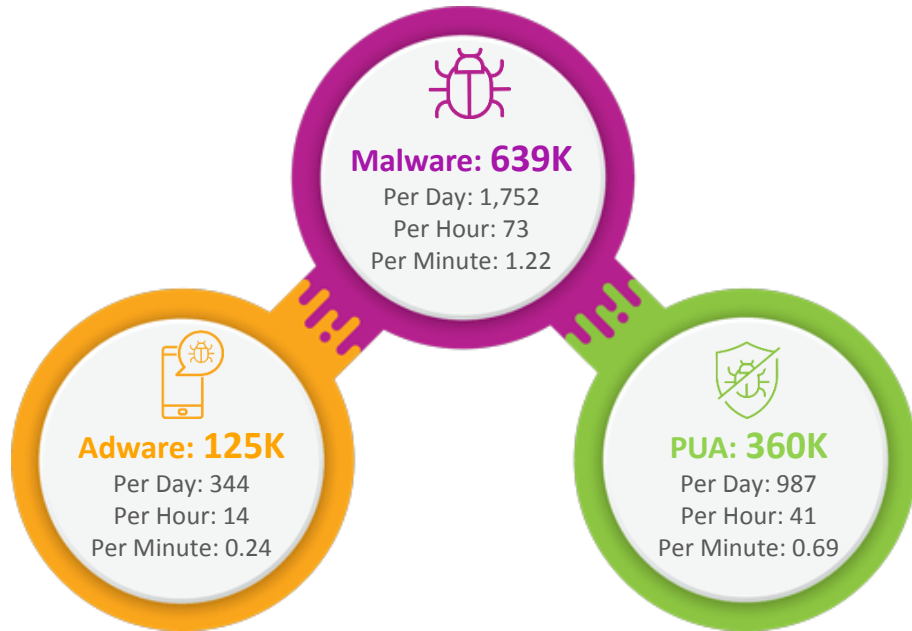 Malware: 639K
Per Day: 1,752
Per Hour: 73
Per Minute: 1.22
Adware: 125K
Per Day: 344
Per Hour: 14
Per Minute: 0.24
PUA: 360K
Per Day: 987
Per Hour: 41
Per Minute: 0.69